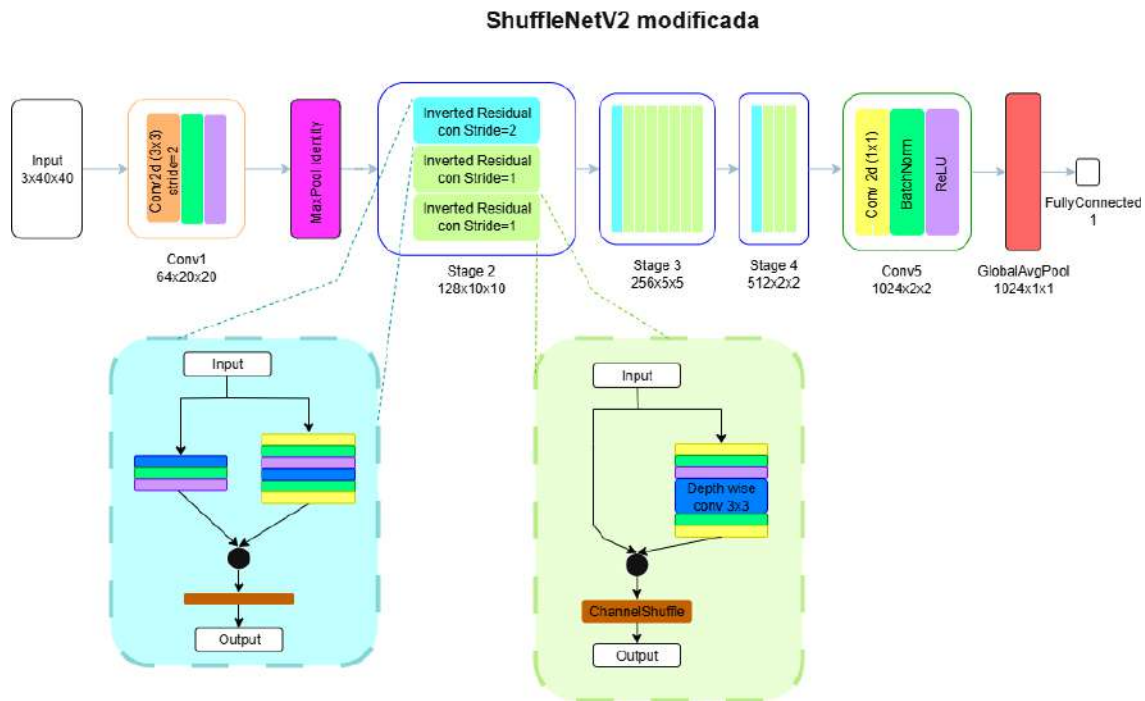 ShuffleNetV2 modificada
Input
3x40x40
Conv2d (3x3)
stride=2
Conv1
64x20x20
MaxPool Identity
Inverted Residual
con Stride=2
Inverted Residual
con Stride=1
Inverted Residual
con Stride=1
Stage 2
128x10x10
Stage 3
256x5x5
Stage 4
512x2x2
Conv 2d (1x1)
BatchNorm
ReLU
Conv5
1024x2x2
GlobalAvgPool
1024x1x1
FullyConnected
1
Input
Output
Input
Depth wise
conv 3x3
ChannelShuffle
Output